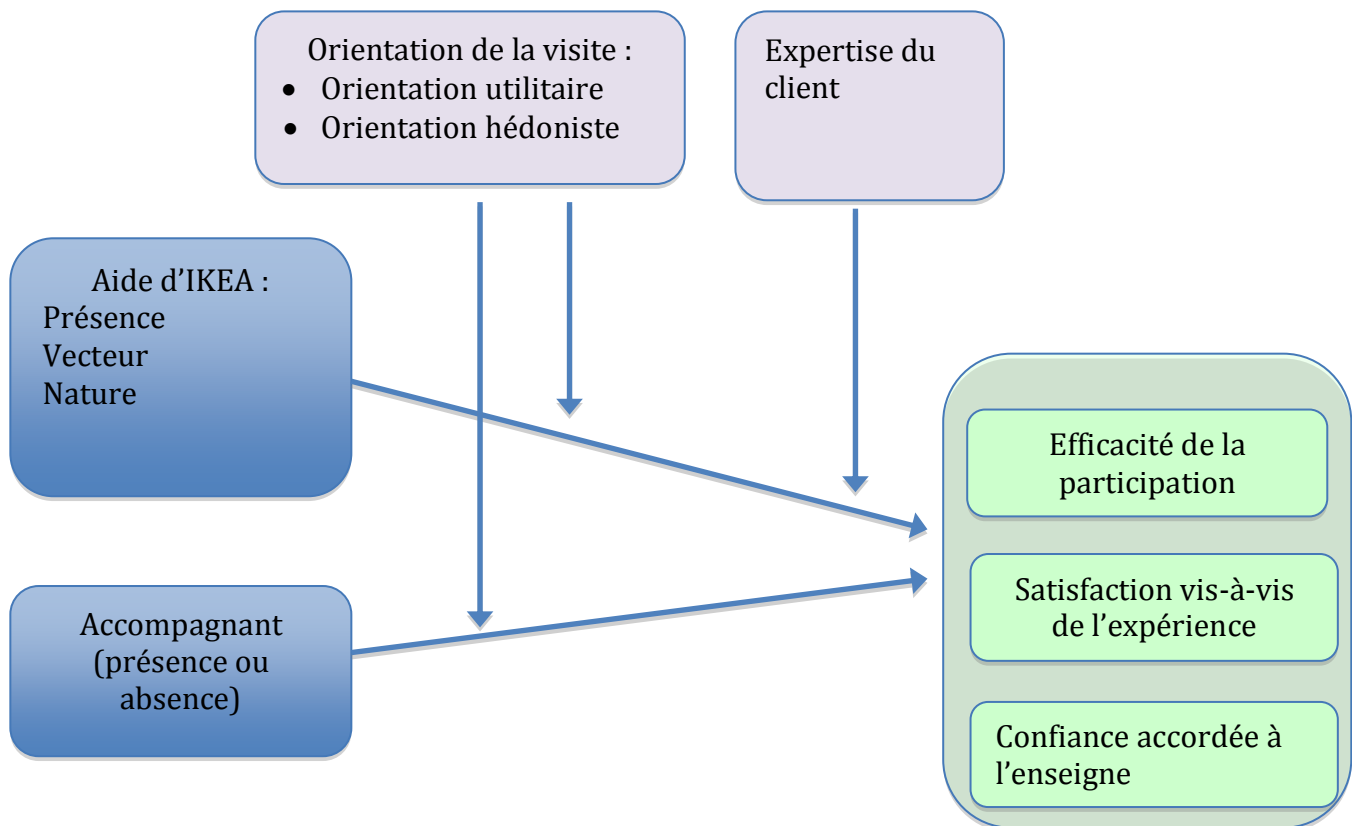 Orientation de la visite :
• Orientation utilitaire
• Orientation hédoniste
Expertise du
client
Aide d’IKEA :
Présence
Vecteur
Nature
Accompagnant
(présence ou
absence)
Efficacité de la
participation
Satisfaction vis-à-vis
de l’expérience
Confiance accordée à
l’enseigne